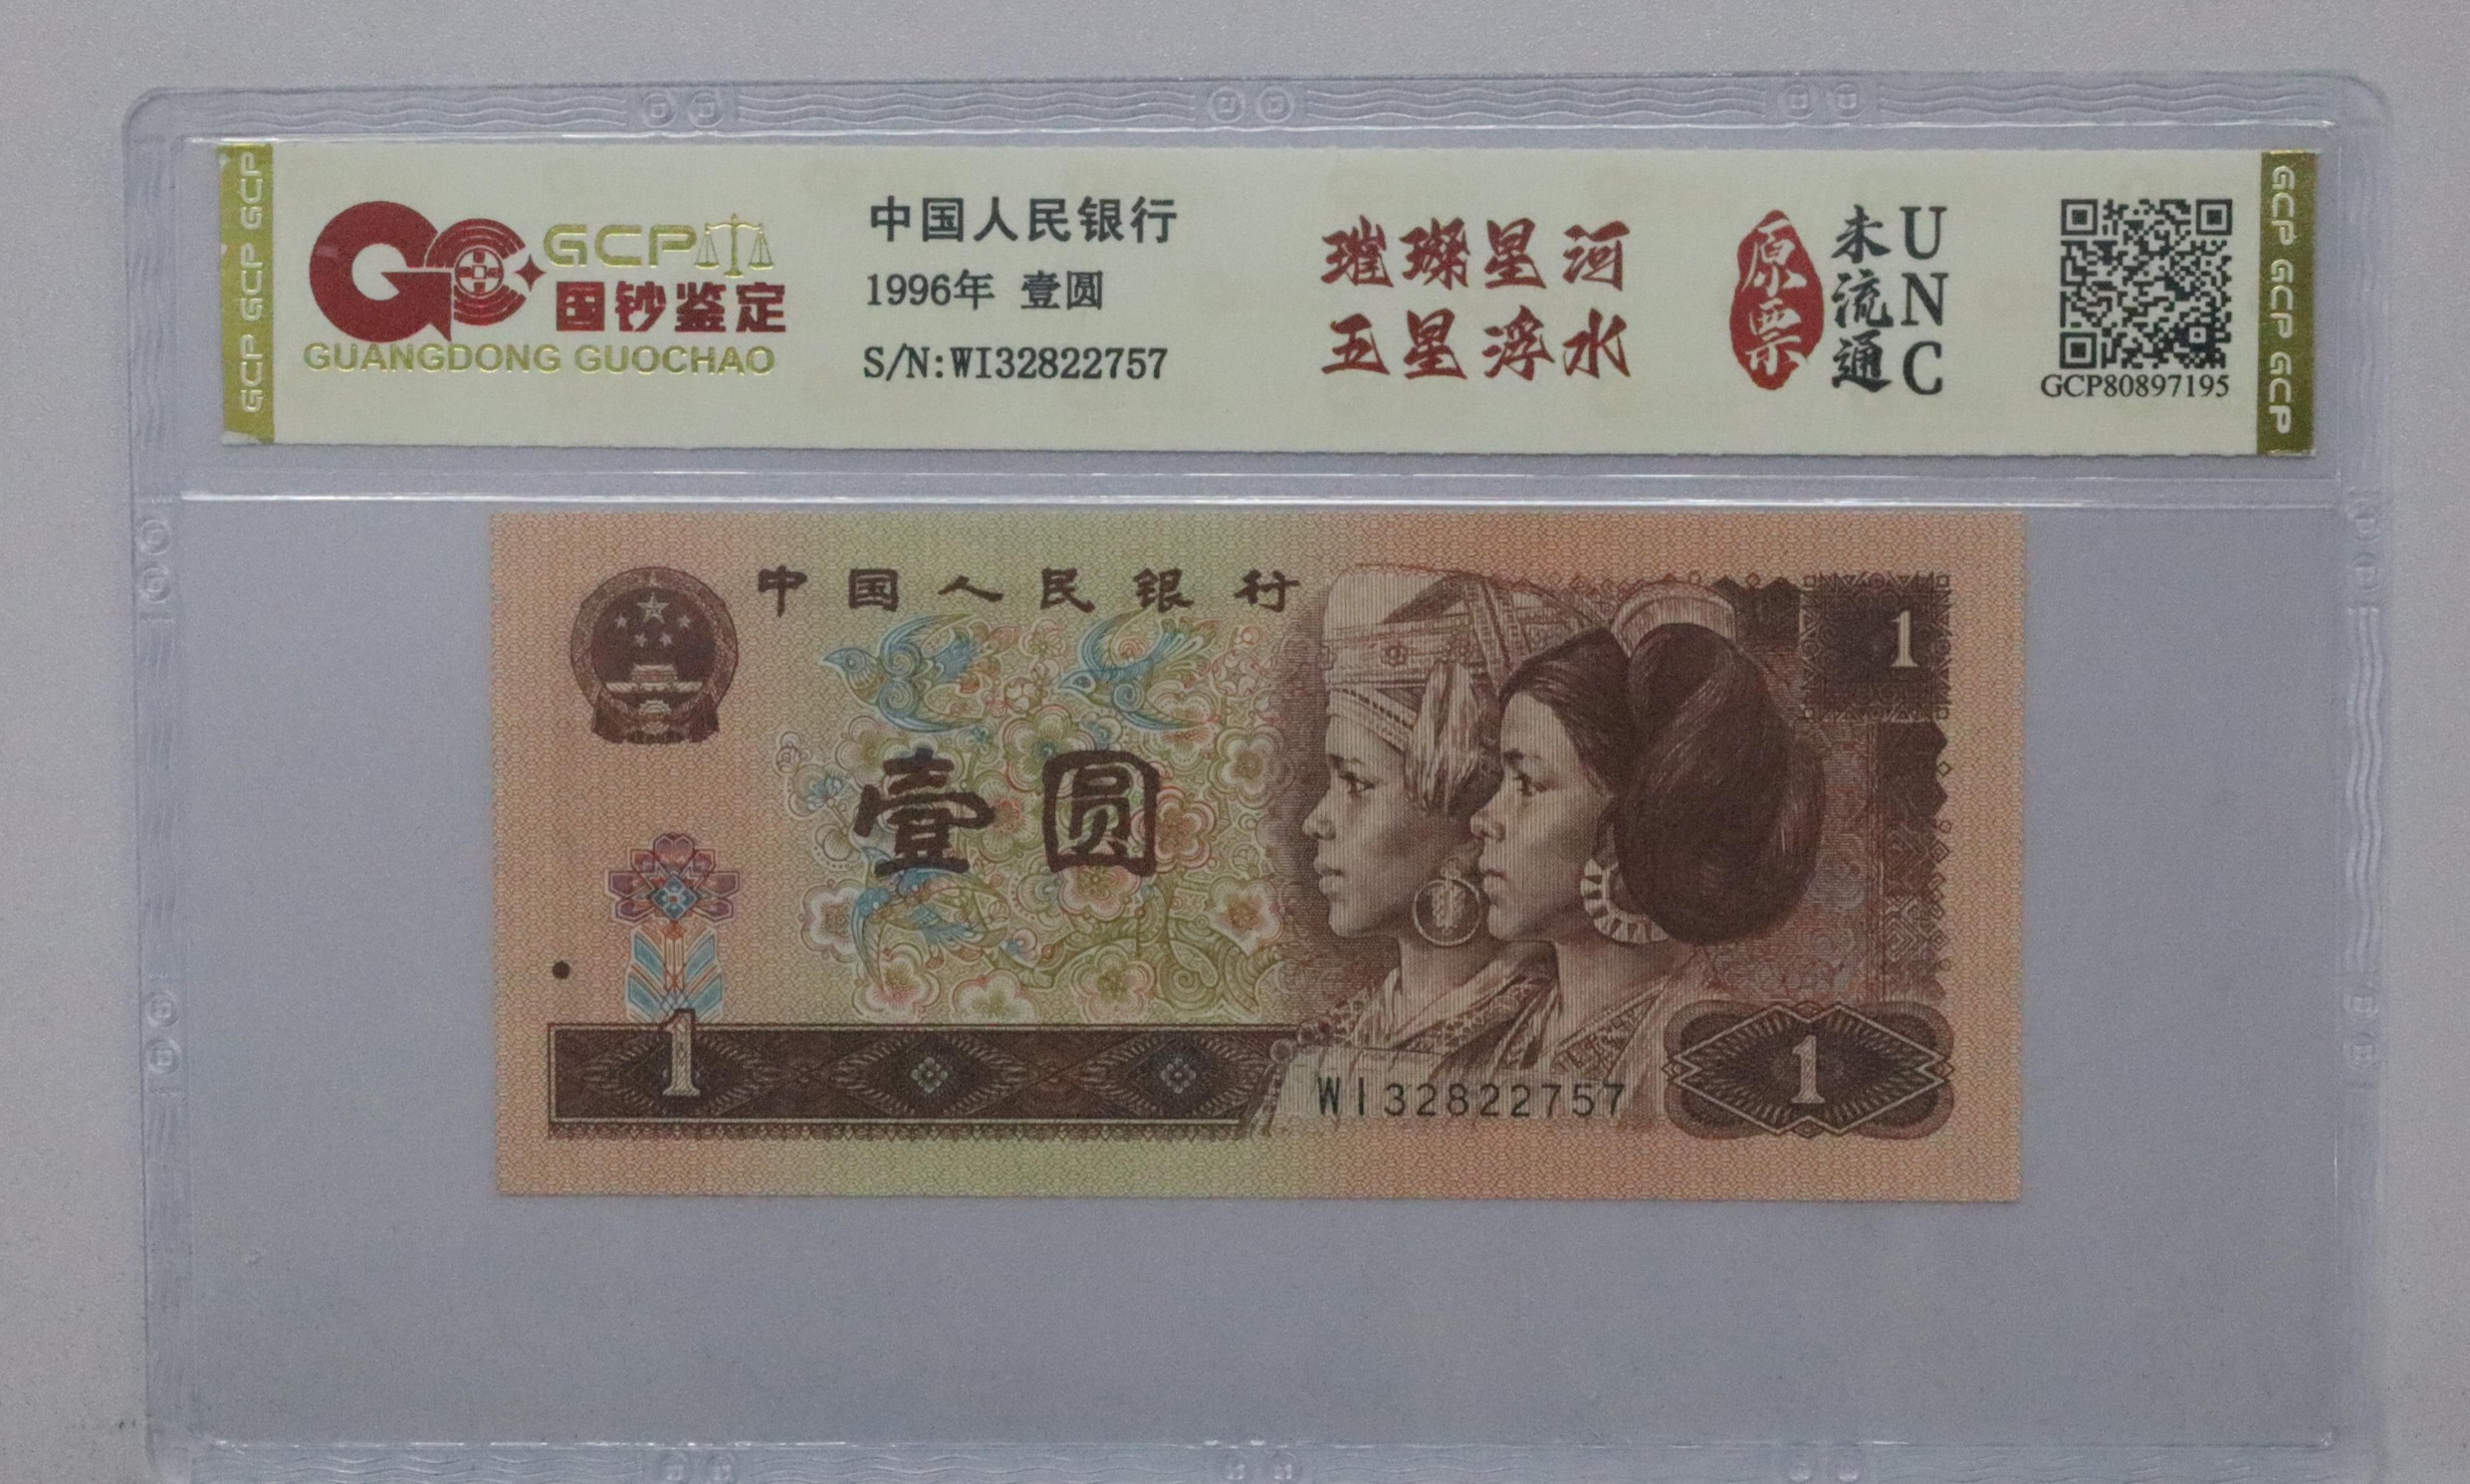 GCP GCP GCP
GCP
国钞鉴定
GUANGDONG GUOCHAO
中国人民银行
1996年 壹圆
S/N:WI32822757
璀璨星河
五星浮水
原票
未流通
UNC
GCP80897195
GCP GCP GCP
中国人民银行
1
壹圆
1
WI32822757
1